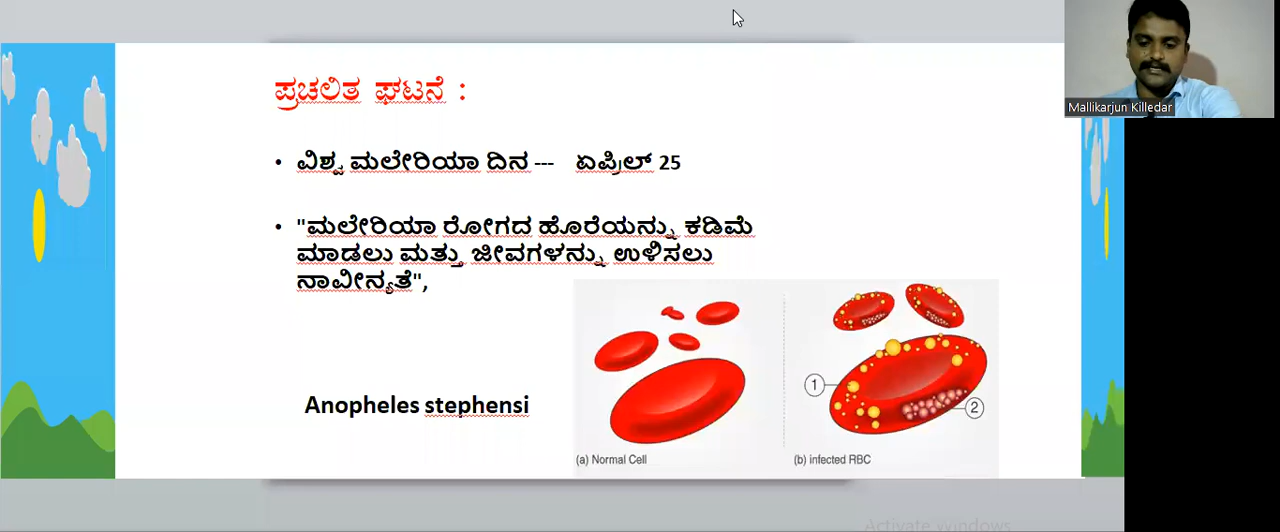 ಪ್ರಚಲಿತ ಘಟನೆ :
Mallikarjun Killedar
• ವಿಶ್ವ ಮಲೇರಿಯಾ ದಿನ --- ಏಪ್ರಿಲ್ 25
• "ಮಲೇರಿಯಾ ರೋಗದ ಹೊರೆಯನ್ನು ಕಡಿಮೆ
ಮಾಡಲು ಮತ್ತು ಜೀವಗಳನ್ನು ಉಳಿಸಲು
ನಾವೀನ್ಯತೆ",
Anopheles stephensi
1
2
(a) Normal Cell
(b) infected RBC
Activate Windows